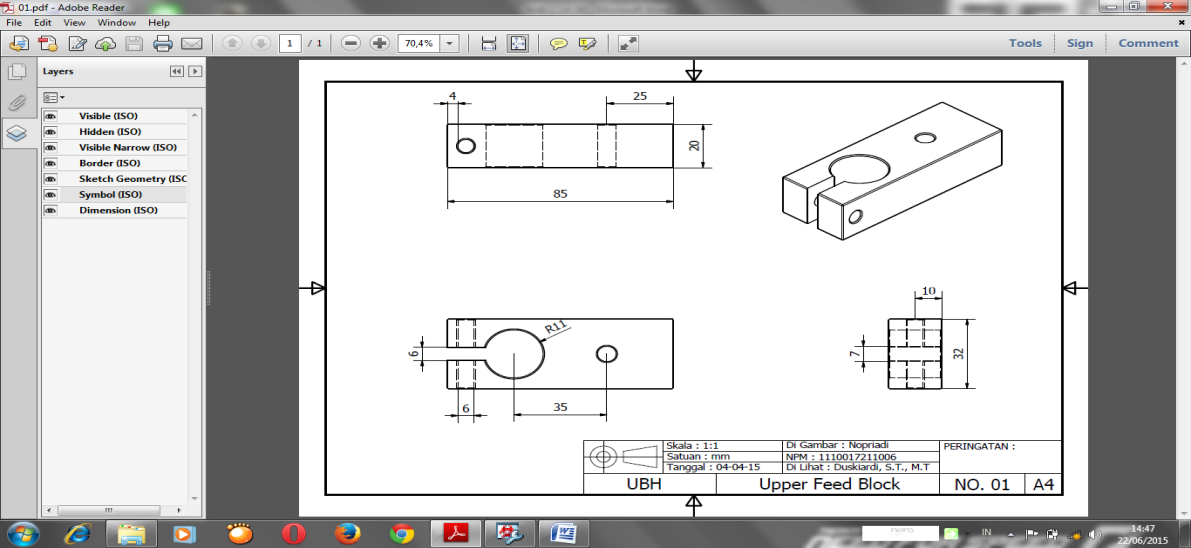 01.pdf - Adobe Reader
File Edit View Window Help
1 / 1 70,4% Tools Sign Comment
Layers
Visible (ISO)
Hidden (ISO)
Visible Narrow (ISO)
Border (ISO)
Sketch Geometry (ISC
Symbol (ISO)
Dimension (ISO)
4 25
20
85
R11
6
6
35
10
7
32
Skala : 1:1 Di Gambar : Nopriadi PERINGATAN :
Satuan : mm NPM : 1110017211006
Tanggal : 04-04-15 Di Lihat : Duskiardi, S.T., M.T
UBH Upper Feed Block NO. 01 A4
IN 14:47
22/06/2015